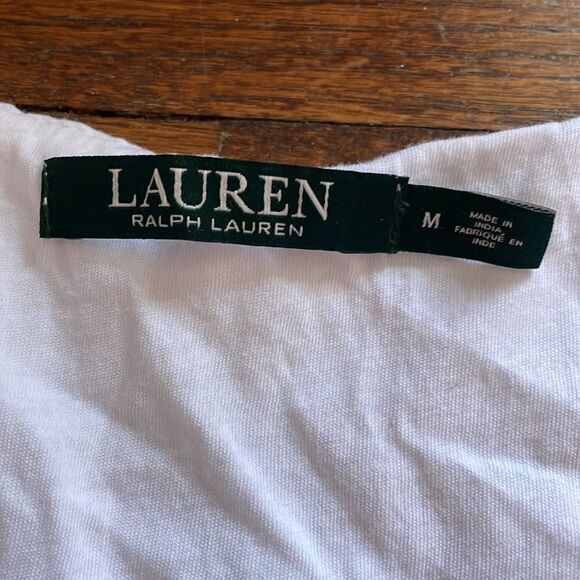 LAUREN
RALPH LAUREN
M
MADE IN
INDIA
FABRIQUÉ EN
INDE